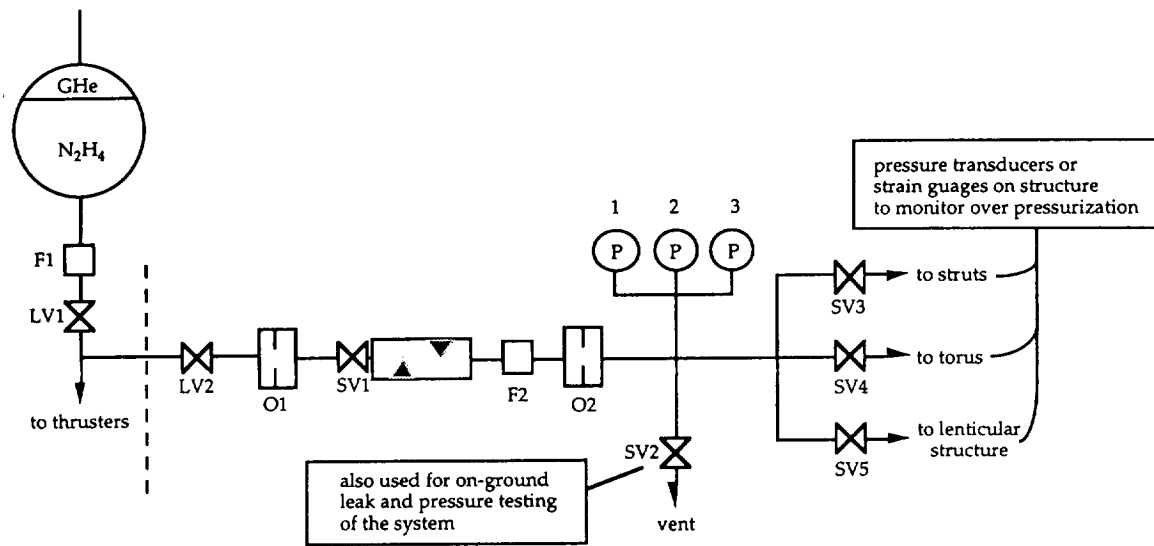 GHe
N₂H₄
F1
LV1
to thrusters
LV2
O1
SV1
F2
O2
1 2 3
P P P
SV2
vent
also used for on-ground
leak and pressure testing
of the system
pressure transducers or
strain guages on structure
to monitor over pressurization
SV3
to struts
SV4
to torus
SV5
to lenticular
structure